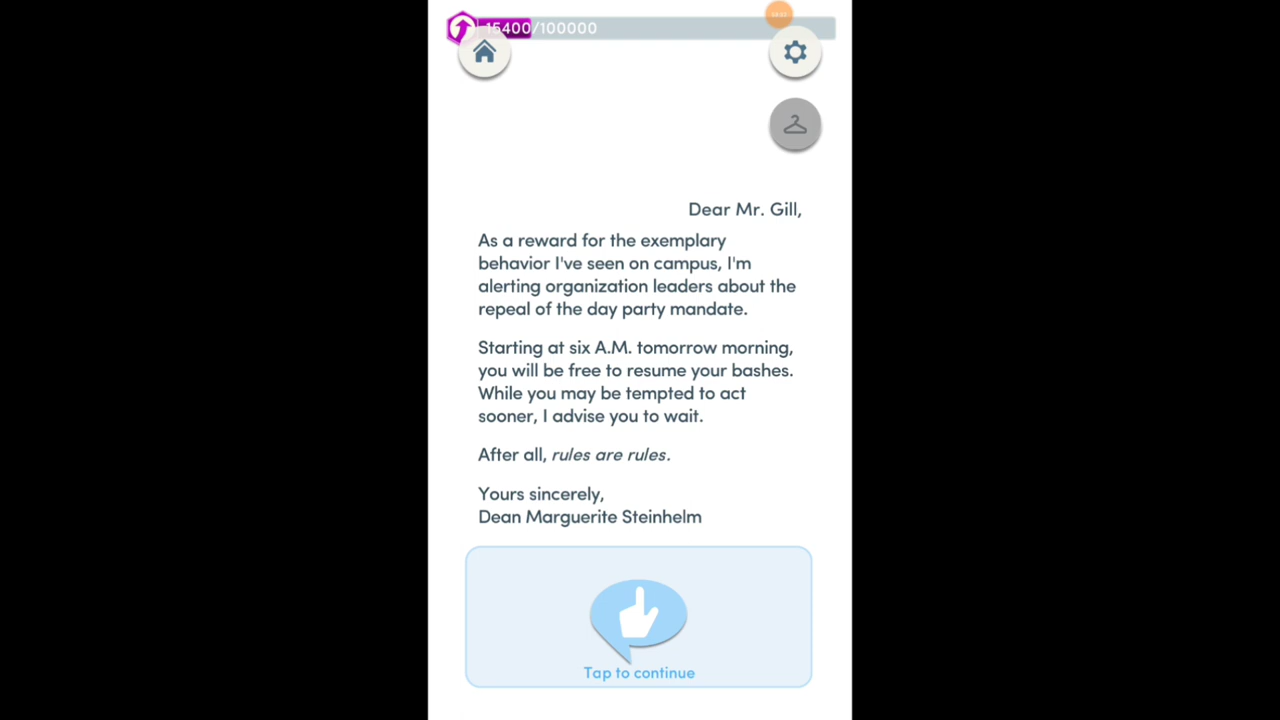 15400/100000
Dear Mr. Gill,
As a reward for the exemplary
behavior I've seen on campus, I'm
alerting organization leaders about the
repeal of the day party mandate.
Starting at six A.M. tomorrow morning,
you will be free to resume your bashes.
While you may be tempted to act
sooner, I advise you to wait.
After all, rules are rules.
Yours sincerely,
Dean Marguerite Steinhelm
Tap to continue